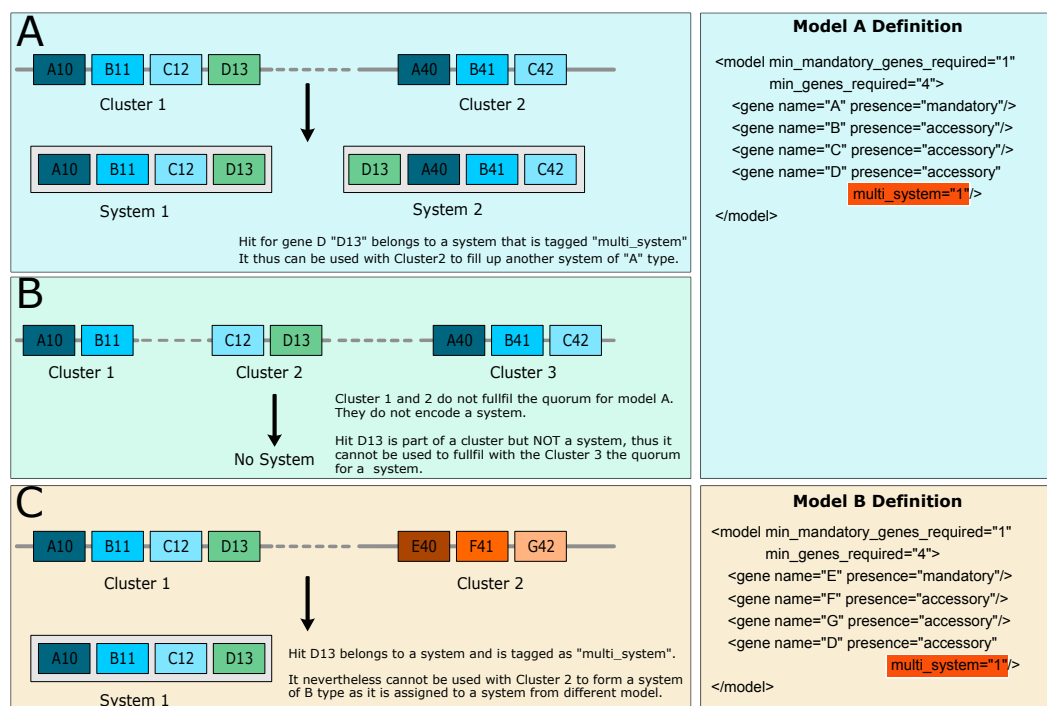 A
A10 B11 C12 D13 A40 B41 C42
Cluster 1 Cluster 2
A10 B11 C12 D13 D13 A40 B41 C42
System 1 System 2
Hit for gene D "D13" belongs to a system that is tagged "multi_system"
It thus can be used with Cluster2 to fill up another system of "A" type.
Model A Definition
<model min_mandatory_genes_required="1"
min_genes_required="4">
<gene name="A" presence="mandatory"/>
<gene name="B" presence="accessory"/>
<gene name="C" presence="accessory"/>
<gene name="D" presence="accessory"
multi_system="1"/>
</model>
B
A10 B11 C12 D13 A40 B41 C42
Cluster 1 Cluster 2 Cluster 3
No System
Cluster 1 and 2 do not fullfil the quorum for model A.
They do not encode a system.
Hit D13 is part of a cluster but NOT a system, thus it
cannot be used to fullfil with the Cluster 3 the quorum
for a system.
C
A10 B11 C12 D13 E40 F41 G42
Cluster 1 Cluster 2
A10 B11 C12 D13
System 1
Hit D13 belongs to a system and is tagged as "multi_system".
It nevertheless cannot be used with Cluster 2 to form a system
of B type as it is assigned to a system from different model.
Model B Definition
<model min_mandatory_genes_required="1"
min_genes_required="4">
<gene name="E" presence="mandatory"/>
<gene name="F" presence="accessory"/>
<gene name="G" presence="accessory"/>
<gene name="D" presence="accessory"
multi_system="1"/>
</model>